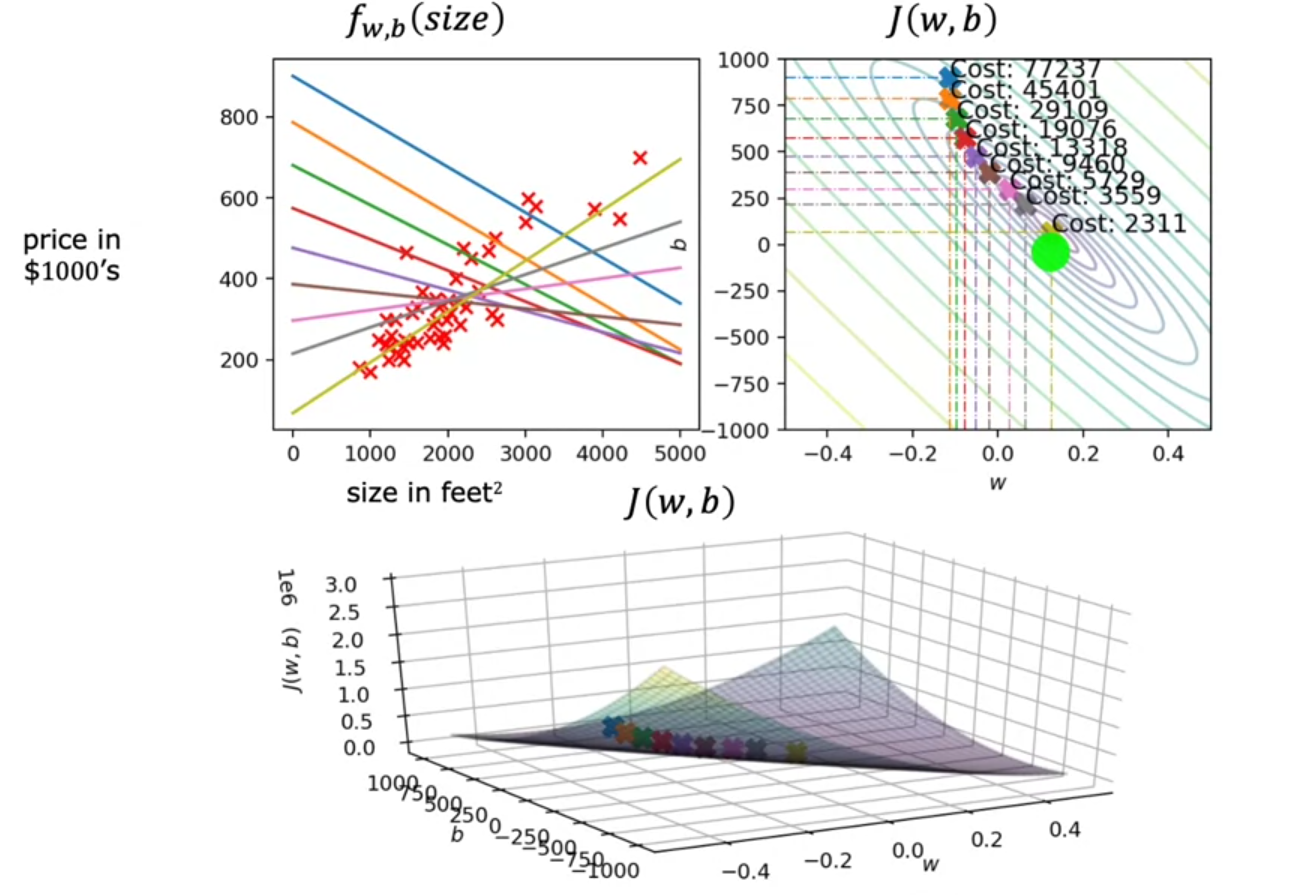 f_{w,b}(size)
J(w, b)
price in
$1000's
800
600
400
200
0 1000 2000 3000 4000 5000
size in feet²
1000
750
500
250
0
−250
−500
−750
−1000
b
Cost: 77237
Cost: 45401
Cost: 29109
Cost: 19076
Cost: 13318
Cost: 9460
Cost: 5729
Cost: 3559
Cost: 2311
−0.4 −0.2 0.0 0.2 0.4
w
J(w, b)
1e6
J(w, b)
3.0
2.5
2.0
1.5
1.0
0.5
0.0
1000
750
500
250
0
−250
−500
−750
−1000
b
−0.4 −0.2 0.0 0.2 0.4
w